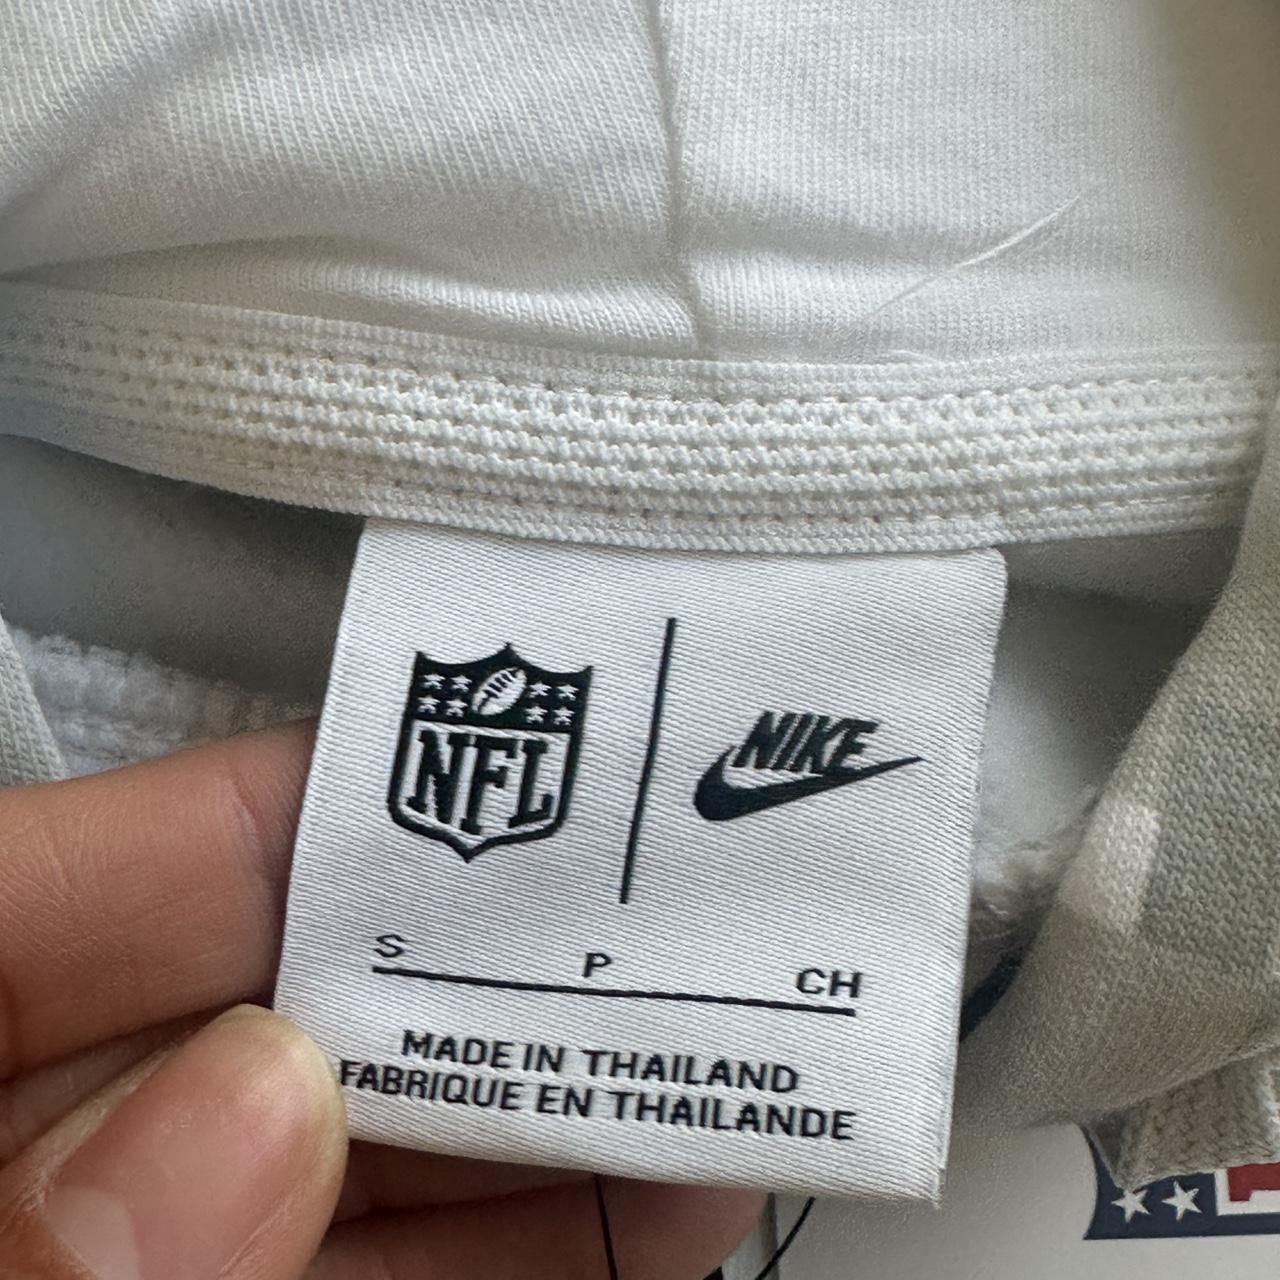 NFL
NIKE
S P CH
MADE IN THAILAND
FABRIQUE EN THAILANDE